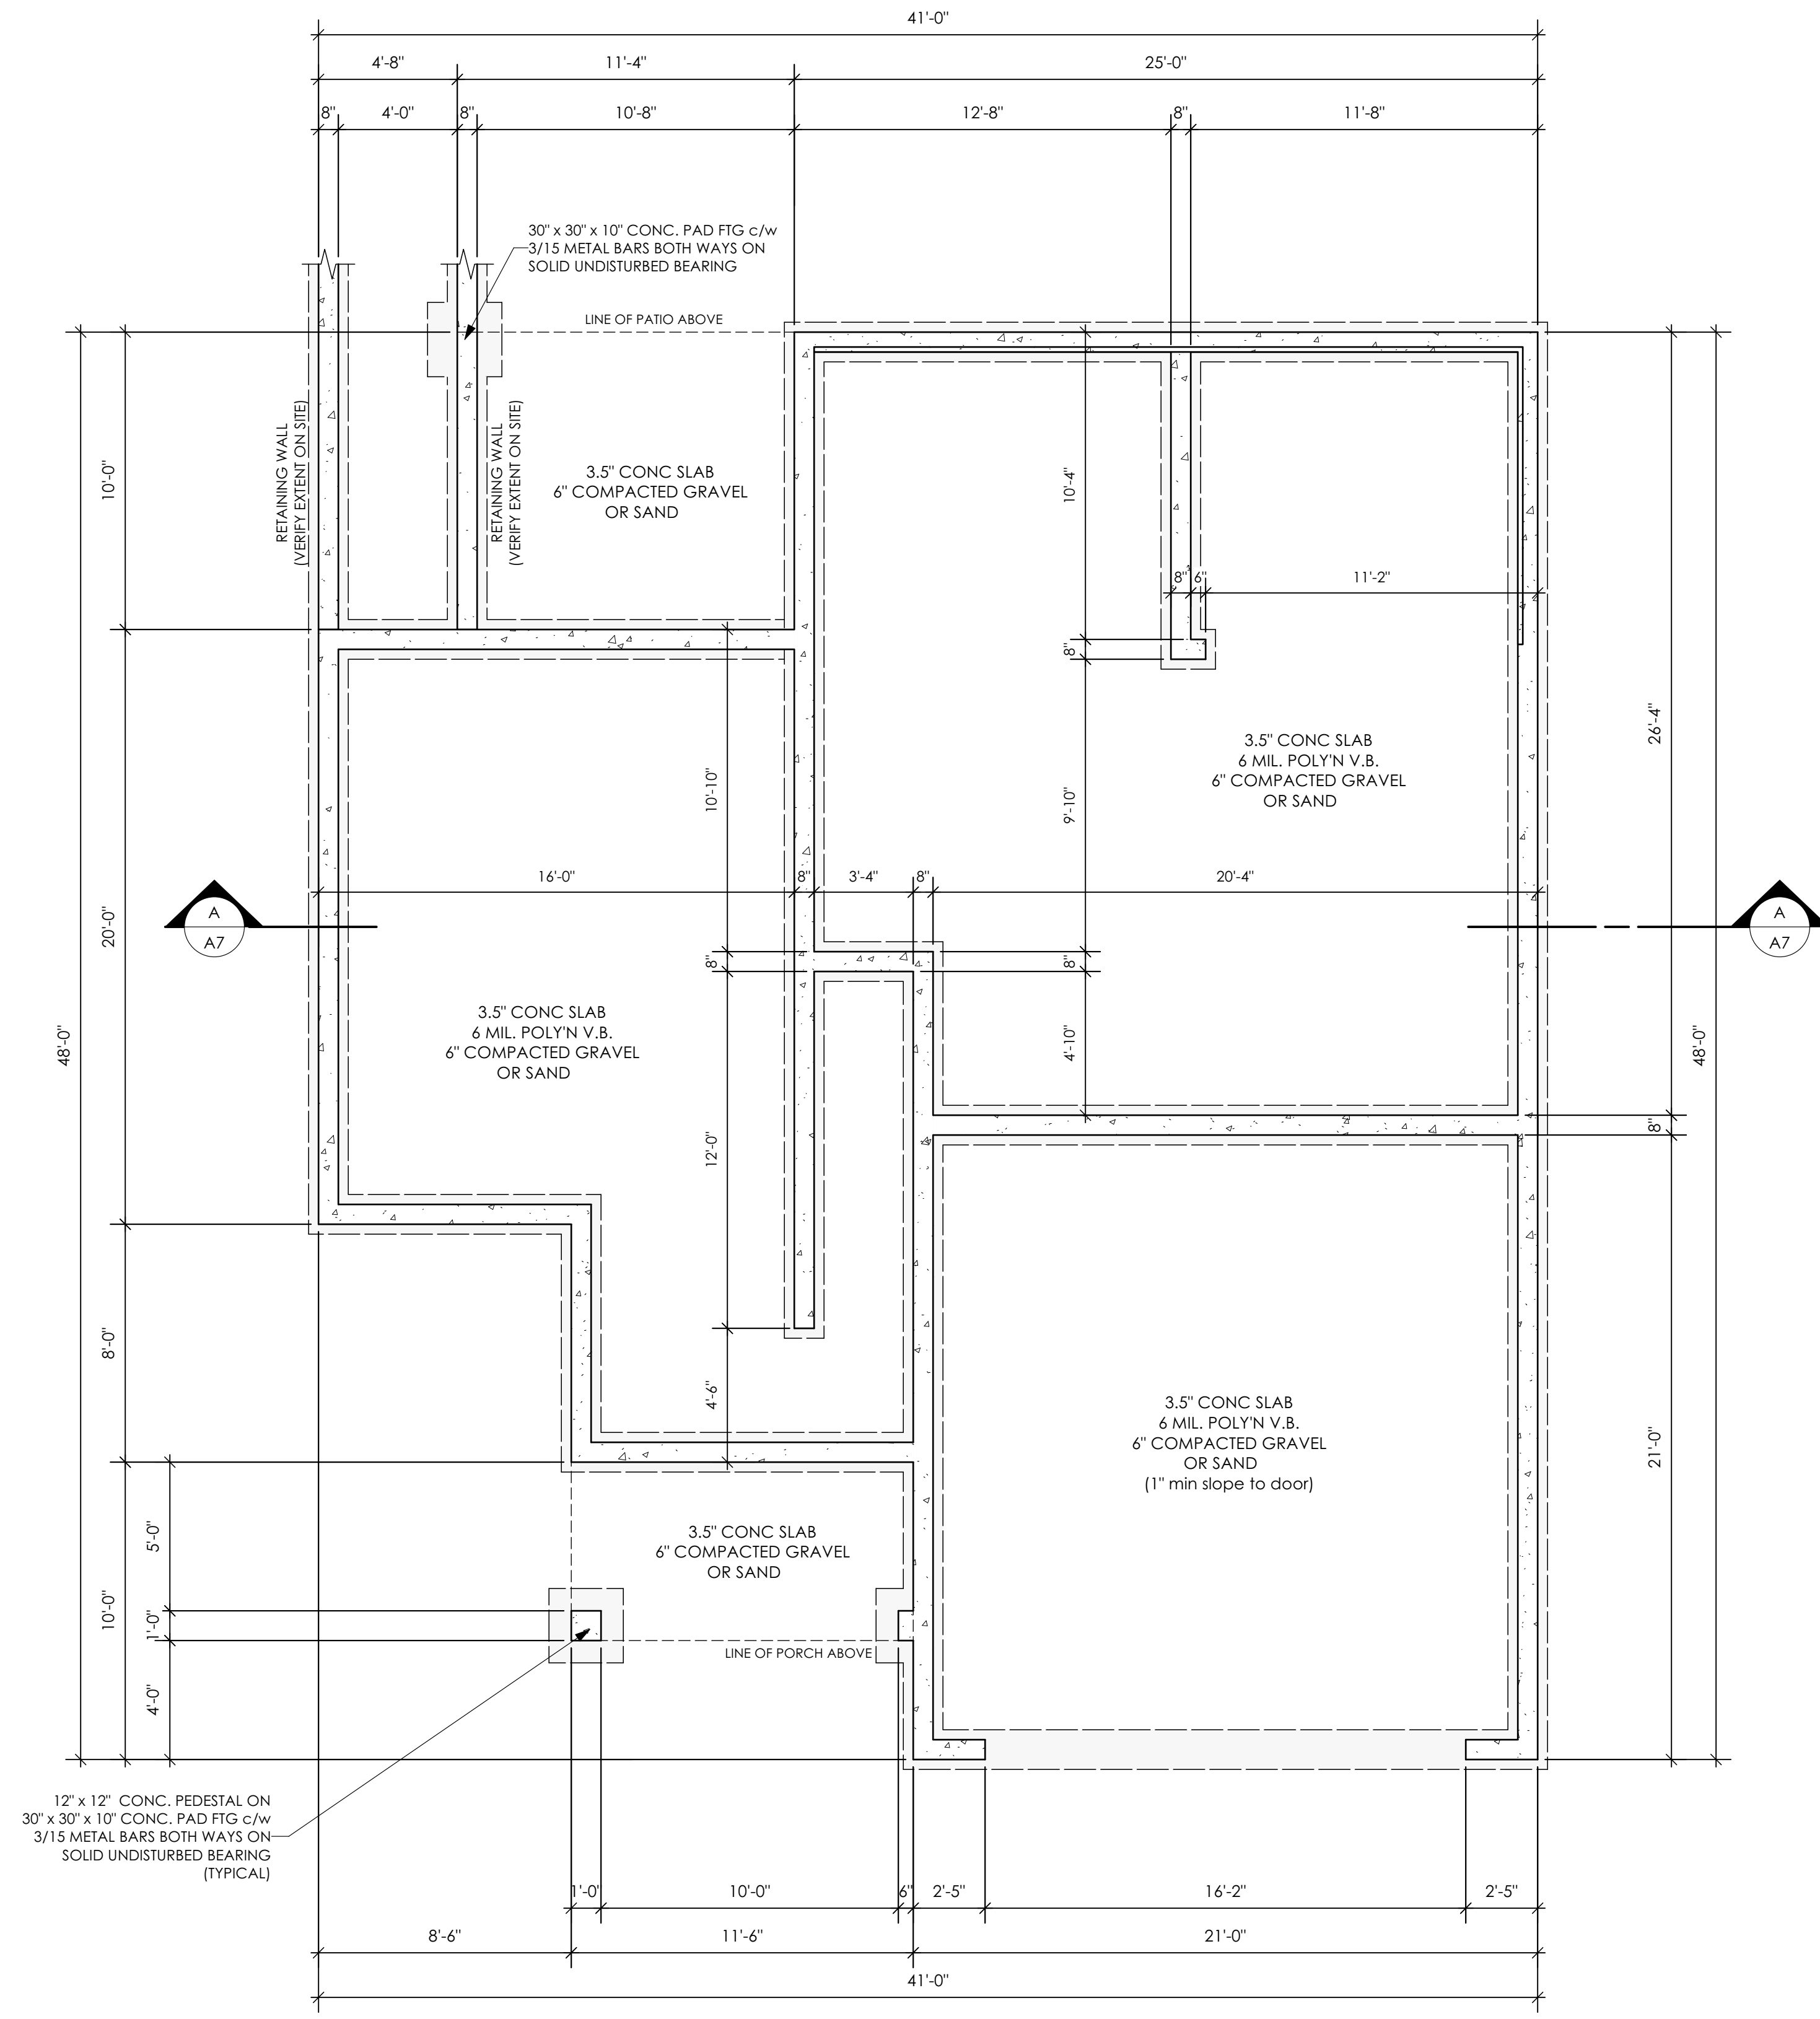 41'-0"
4'-8"
11'-4"
25'-0"
8"
4'-0"
8"
10'-8"
12'-8"
8"
11'-8"
30" x 30" x 10" CONC. PAD FTG c/w
3/15 METAL BARS BOTH WAYS ON
SOLID UNDISTURBED BEARING
LINE OF PATIO ABOVE
RETAINING WALL
(VERIFY EXTENT ON SITE)
RETAINING WALL
(VERIFY EXTENT ON SITE)
3.5" CONC SLAB
6" COMPACTED GRAVEL
OR SAND
10'-0"
10'-4"
8"
6"
11'-2"
8"
3.5" CONC SLAB
6 MIL. POLY'N V.B.
6" COMPACTED GRAVEL
OR SAND
26'-4"
10'-10"
9'-10"
16'-0"
8"
3'-4"
8"
20'-4"
A
A7
A
A7
20'-0"
8"
8"
3.5" CONC SLAB
6 MIL. POLY'N V.B.
6" COMPACTED GRAVEL
OR SAND
48'-0"
4'-10"
48'-0"
8"
12'-0"
8'-0"
4'-6"
3.5" CONC SLAB
6 MIL. POLY'N V.B.
6" COMPACTED GRAVEL
OR SAND
(1" min slope to door)
21'-0"
5'-0"
3.5" CONC SLAB
6" COMPACTED GRAVEL
OR SAND
10'-0"
1'-0"
LINE OF PORCH ABOVE
4'-0"
12" x 12" CONC. PEDESTAL ON
30" x 30" x 10" CONC. PAD FTG c/w
3/15 METAL BARS BOTH WAYS ON
SOLID UNDISTURBED BEARING
(TYPICAL)
1'-0"
10'-0"
6"
2'-5"
16'-2"
2'-5"
8'-6"
11'-6"
21'-0"
41'-0"